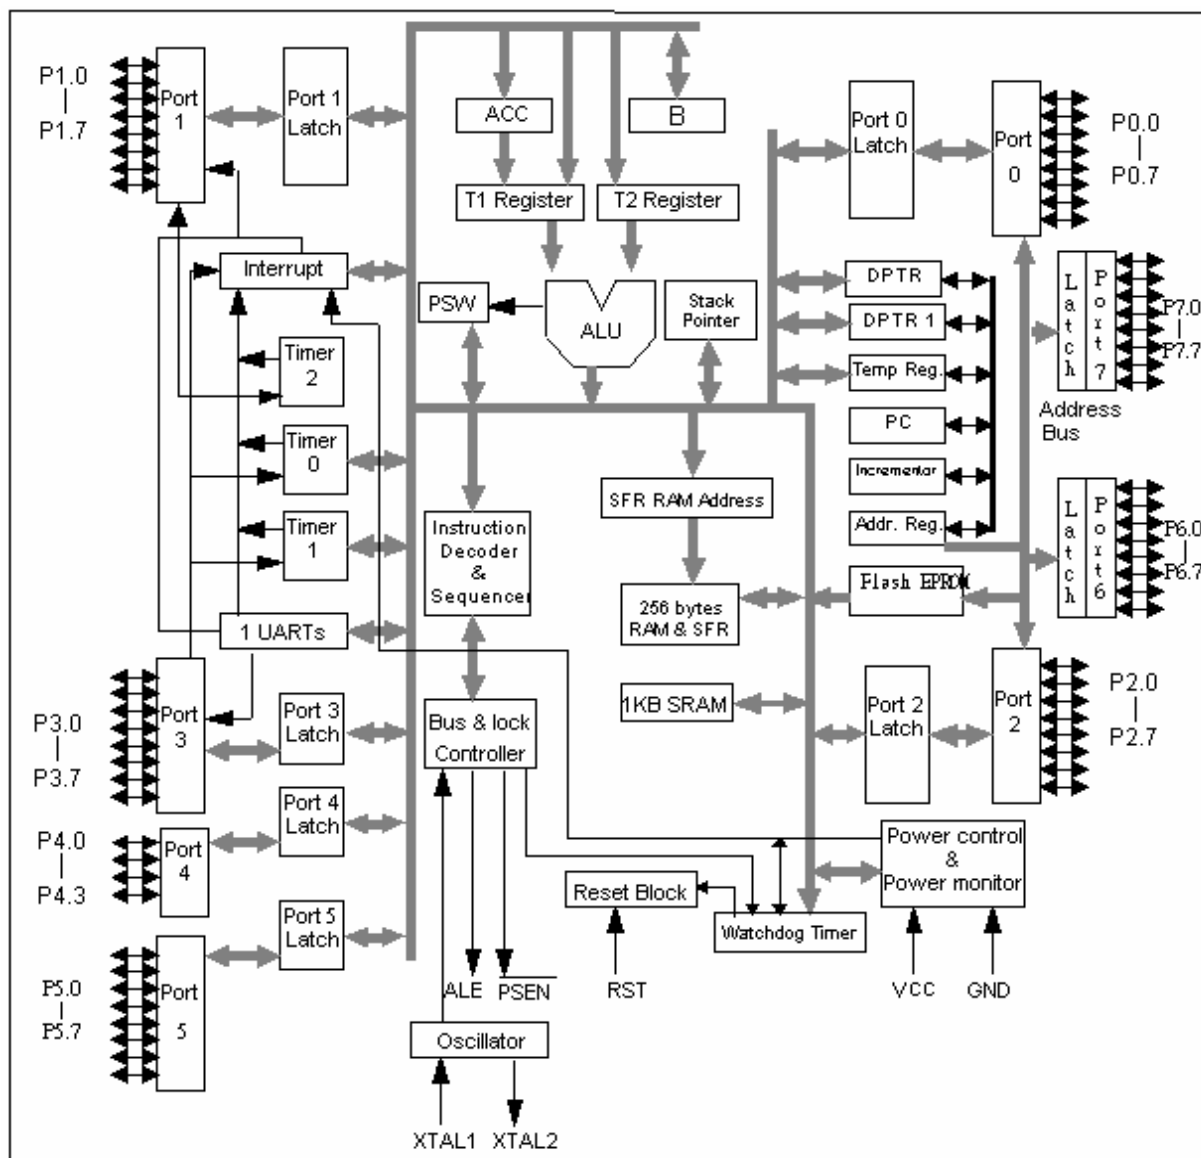 P1.0
P1.7
Port
1
Port 1
Latch
ACC
B
T1 Register
T2 Register
Port 0
Latch
Port
0
P0.0
P0.7
Interrupt
PSW
ALU
Stack
Pointer
DPTR
DPTR 1
Temp Reg.
PC
Incrementor
Addr. Reg.
Latch
Port7
P7.0
P7.7
Address
Bus
Timer
2
Timer
0
Timer
1
Instruction
Decoder
&
Sequencer
SFR RAM Address
256 bytes
RAM & SFR
Flash EPROM
Latch
Port6
P6.0
P6.7
1 UARTs
P3.0
P3.7
Port
3
Port 3
Latch
Bus & lock
Controller
1KB SRAM
Port 2
Latch
Port
2
P2.0
P2.7
P4.0
P4.3
Port
4
Port 4
Latch
Power control
&
Power monitor
Reset Block
Watchdog Timer
Port 5
Latch
P5.0
P5.7
Port
5
ALE
PSEN
RST
VCC
GND
Oscillator
XTAL1
XTAL2